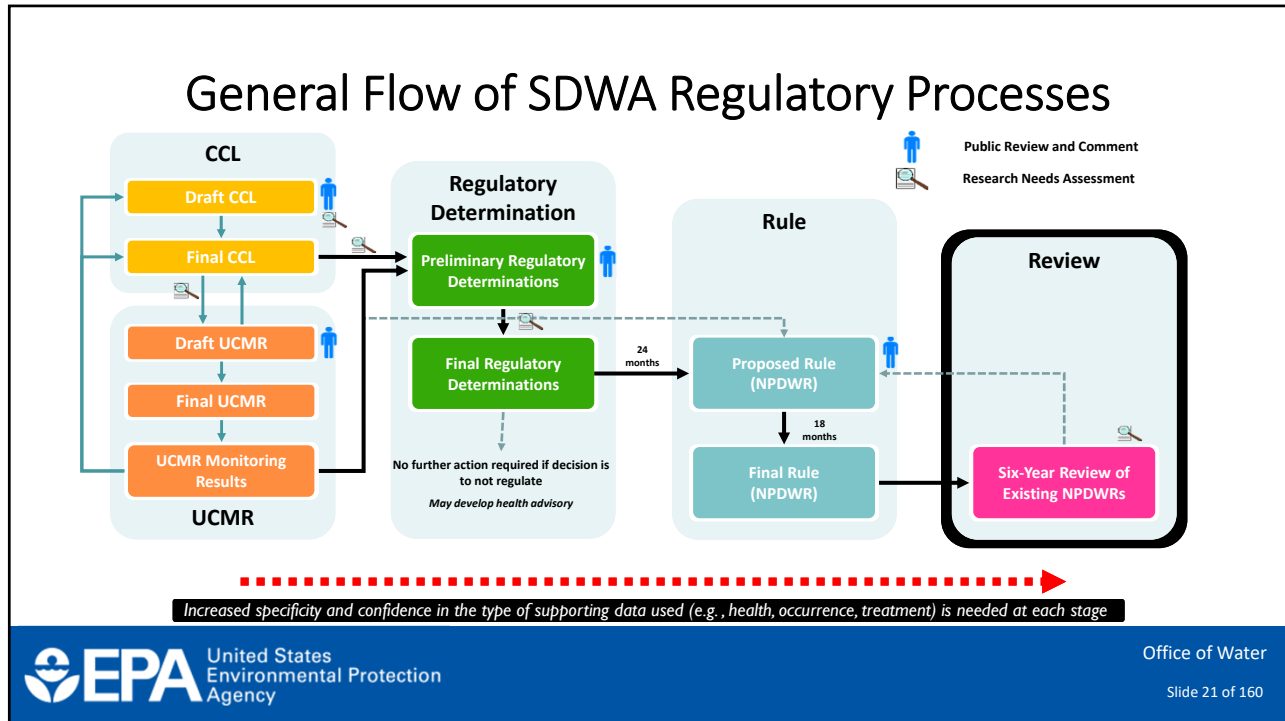 General Flow of SDWA Regulatory Processes
CCL
Draft CCL
Final CCL
Draft UCMR
Final UCMR
UCMR Monitoring
Results
UCMR
Regulatory
Determination
Preliminary Regulatory
Determinations
Final Regulatory
Determinations
No further action required if decision is
to not regulate
May develop health advisory
24
months
Rule
Proposed Rule
(NPDWR)
18
months
Final Rule
(NPDWR)
Public Review and Comment
Research Needs Assessment
Review
Six-Year Review of
Existing NPDWRs
Increased specificity and confidence in the type of supporting data used (e.g., health, occurrence, treatment) is needed at each stage
EPA
United States
Environmental Protection
Agency
Office of Water
Slide 21 of 160